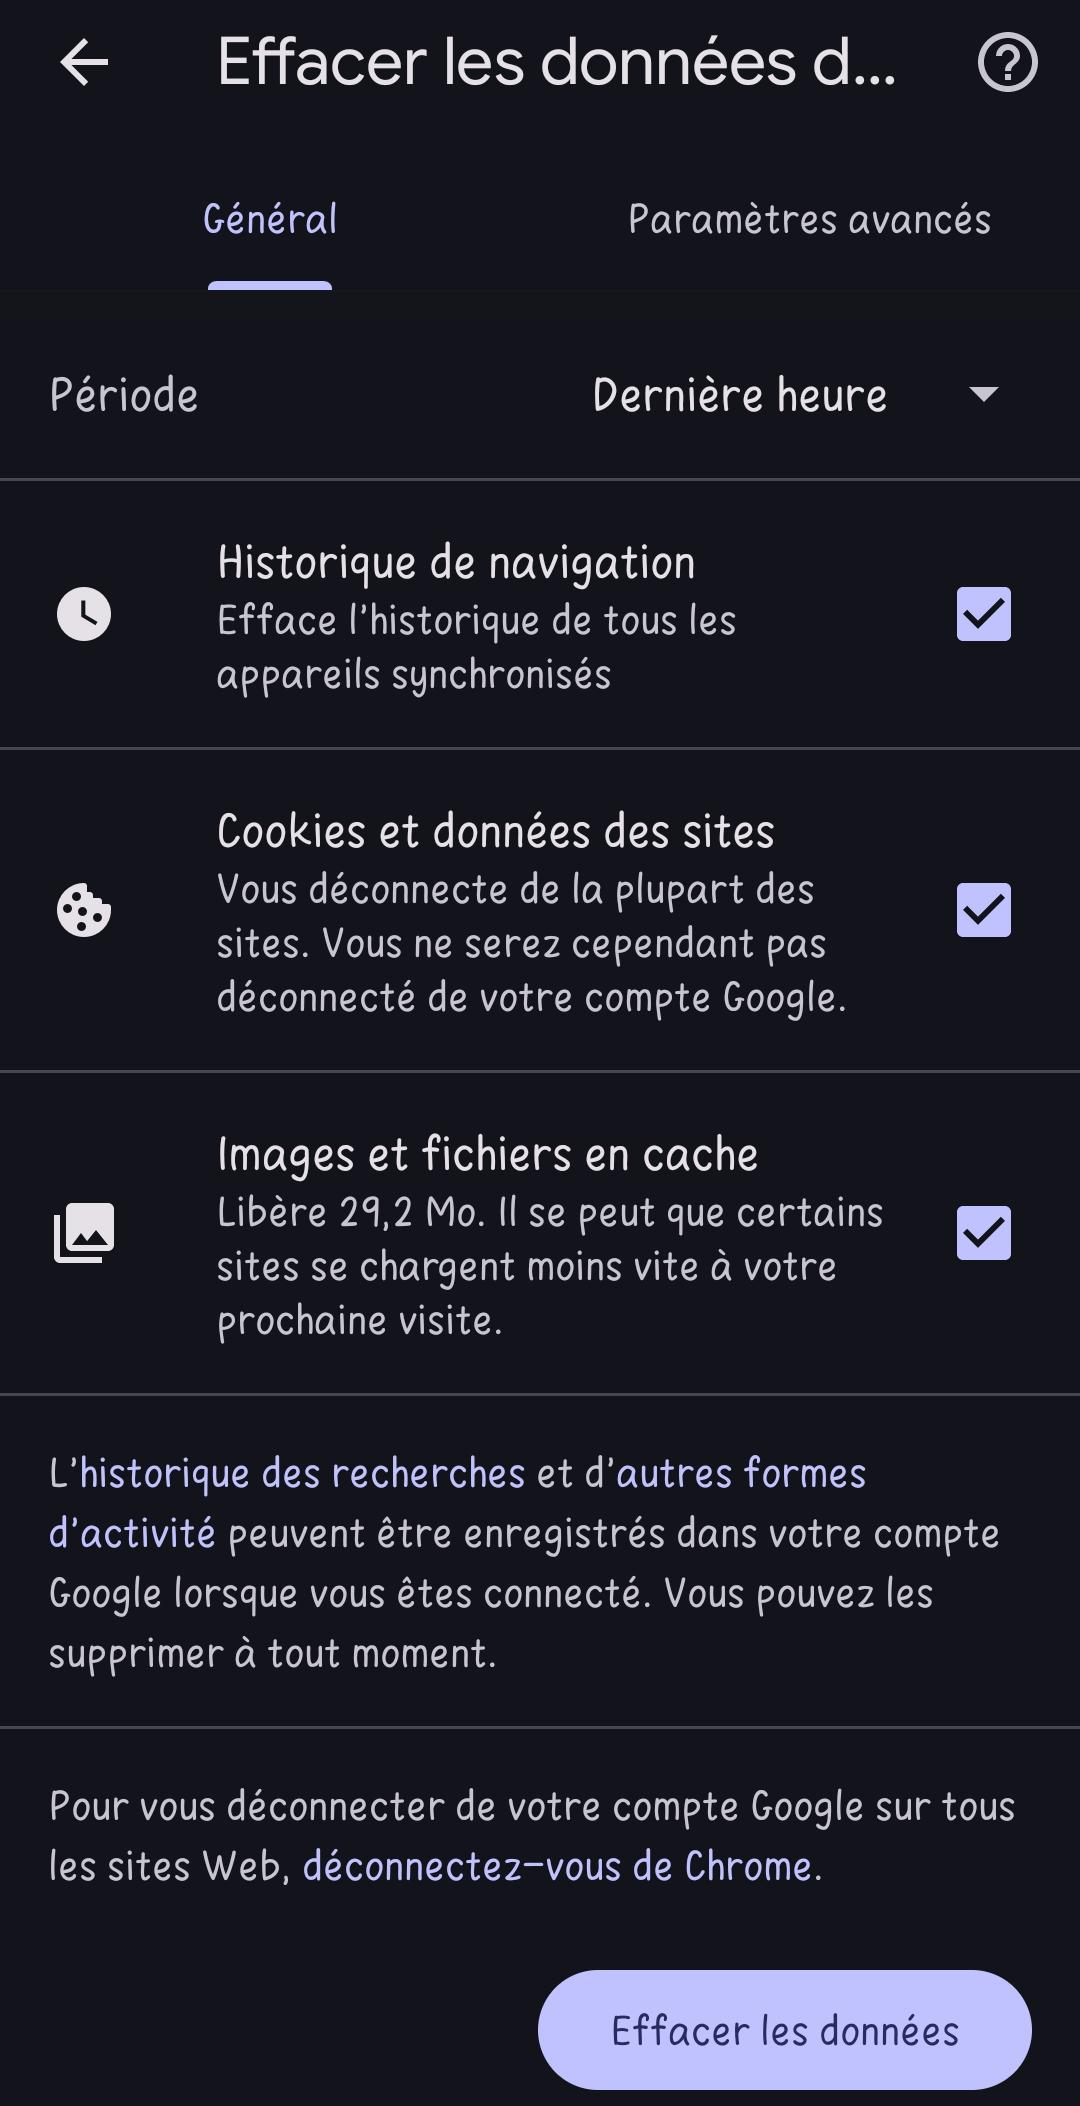 Effacer les données d...
Général
Paramètres avancés
Période
Dernière heure
Historique de navigation
Efface l'historique de tous les
appareils synchronisés
Cookies et données des sites
Vous déconnecte de la plupart des
sites. Vous ne serez cependant pas
déconnecté de votre compte Google.
Images et fichiers en cache
Libère 29,2 Mo. Il se peut que certains
sites se chargent moins vite à votre
prochaine visite.
L'historique des recherches et d'autres formes
d'activité peuvent être enregistrés dans votre compte
Google lorsque vous êtes connecté. Vous pouvez les
supprimer à tout moment.
Pour vous déconnecter de votre compte Google sur tous
les sites Web, déconnectez-vous de Chrome.
Effacer les données